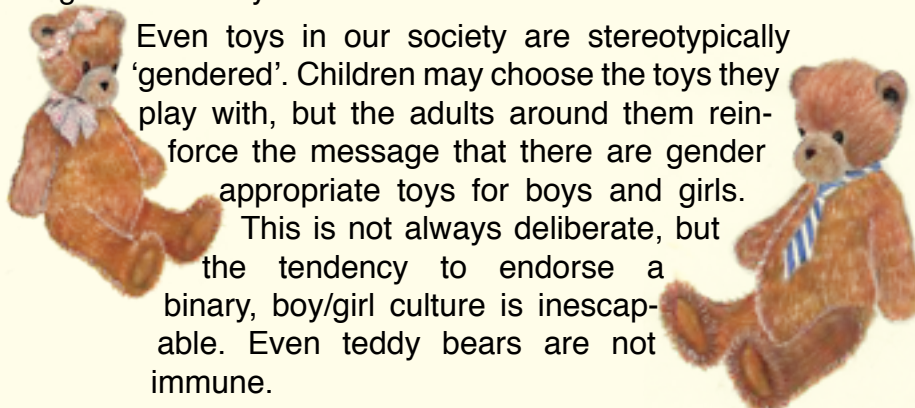 Even toys in our society are stereotypically
‘gendered’. Children may choose the toys they
play with, but the adults around them rein-
force the message that there are gender
appropriate toys for boys and girls.
This is not always deliberate, but
the tendency to endorse a
binary, boy/girl culture is inescap-
able. Even teddy bears are not
immune.